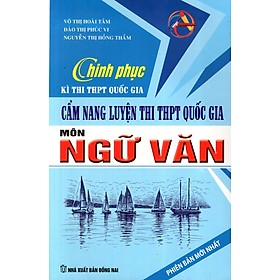 VÕ THỊ HOÀI TÂM
ĐÀO THỊ PHÚC VI
NGUYỄN THỊ HỒNG THẮM
Chinh phục
KÌ THI THPT QUỐC GIA
CẨM NANG LUYỆN THI THPT QUỐC GIA
MÔN
NGỮ VĂN
PHIÊN BẢN MỚI NHẤT
NHÀ XUẤT BẢN ĐỒNG NAI